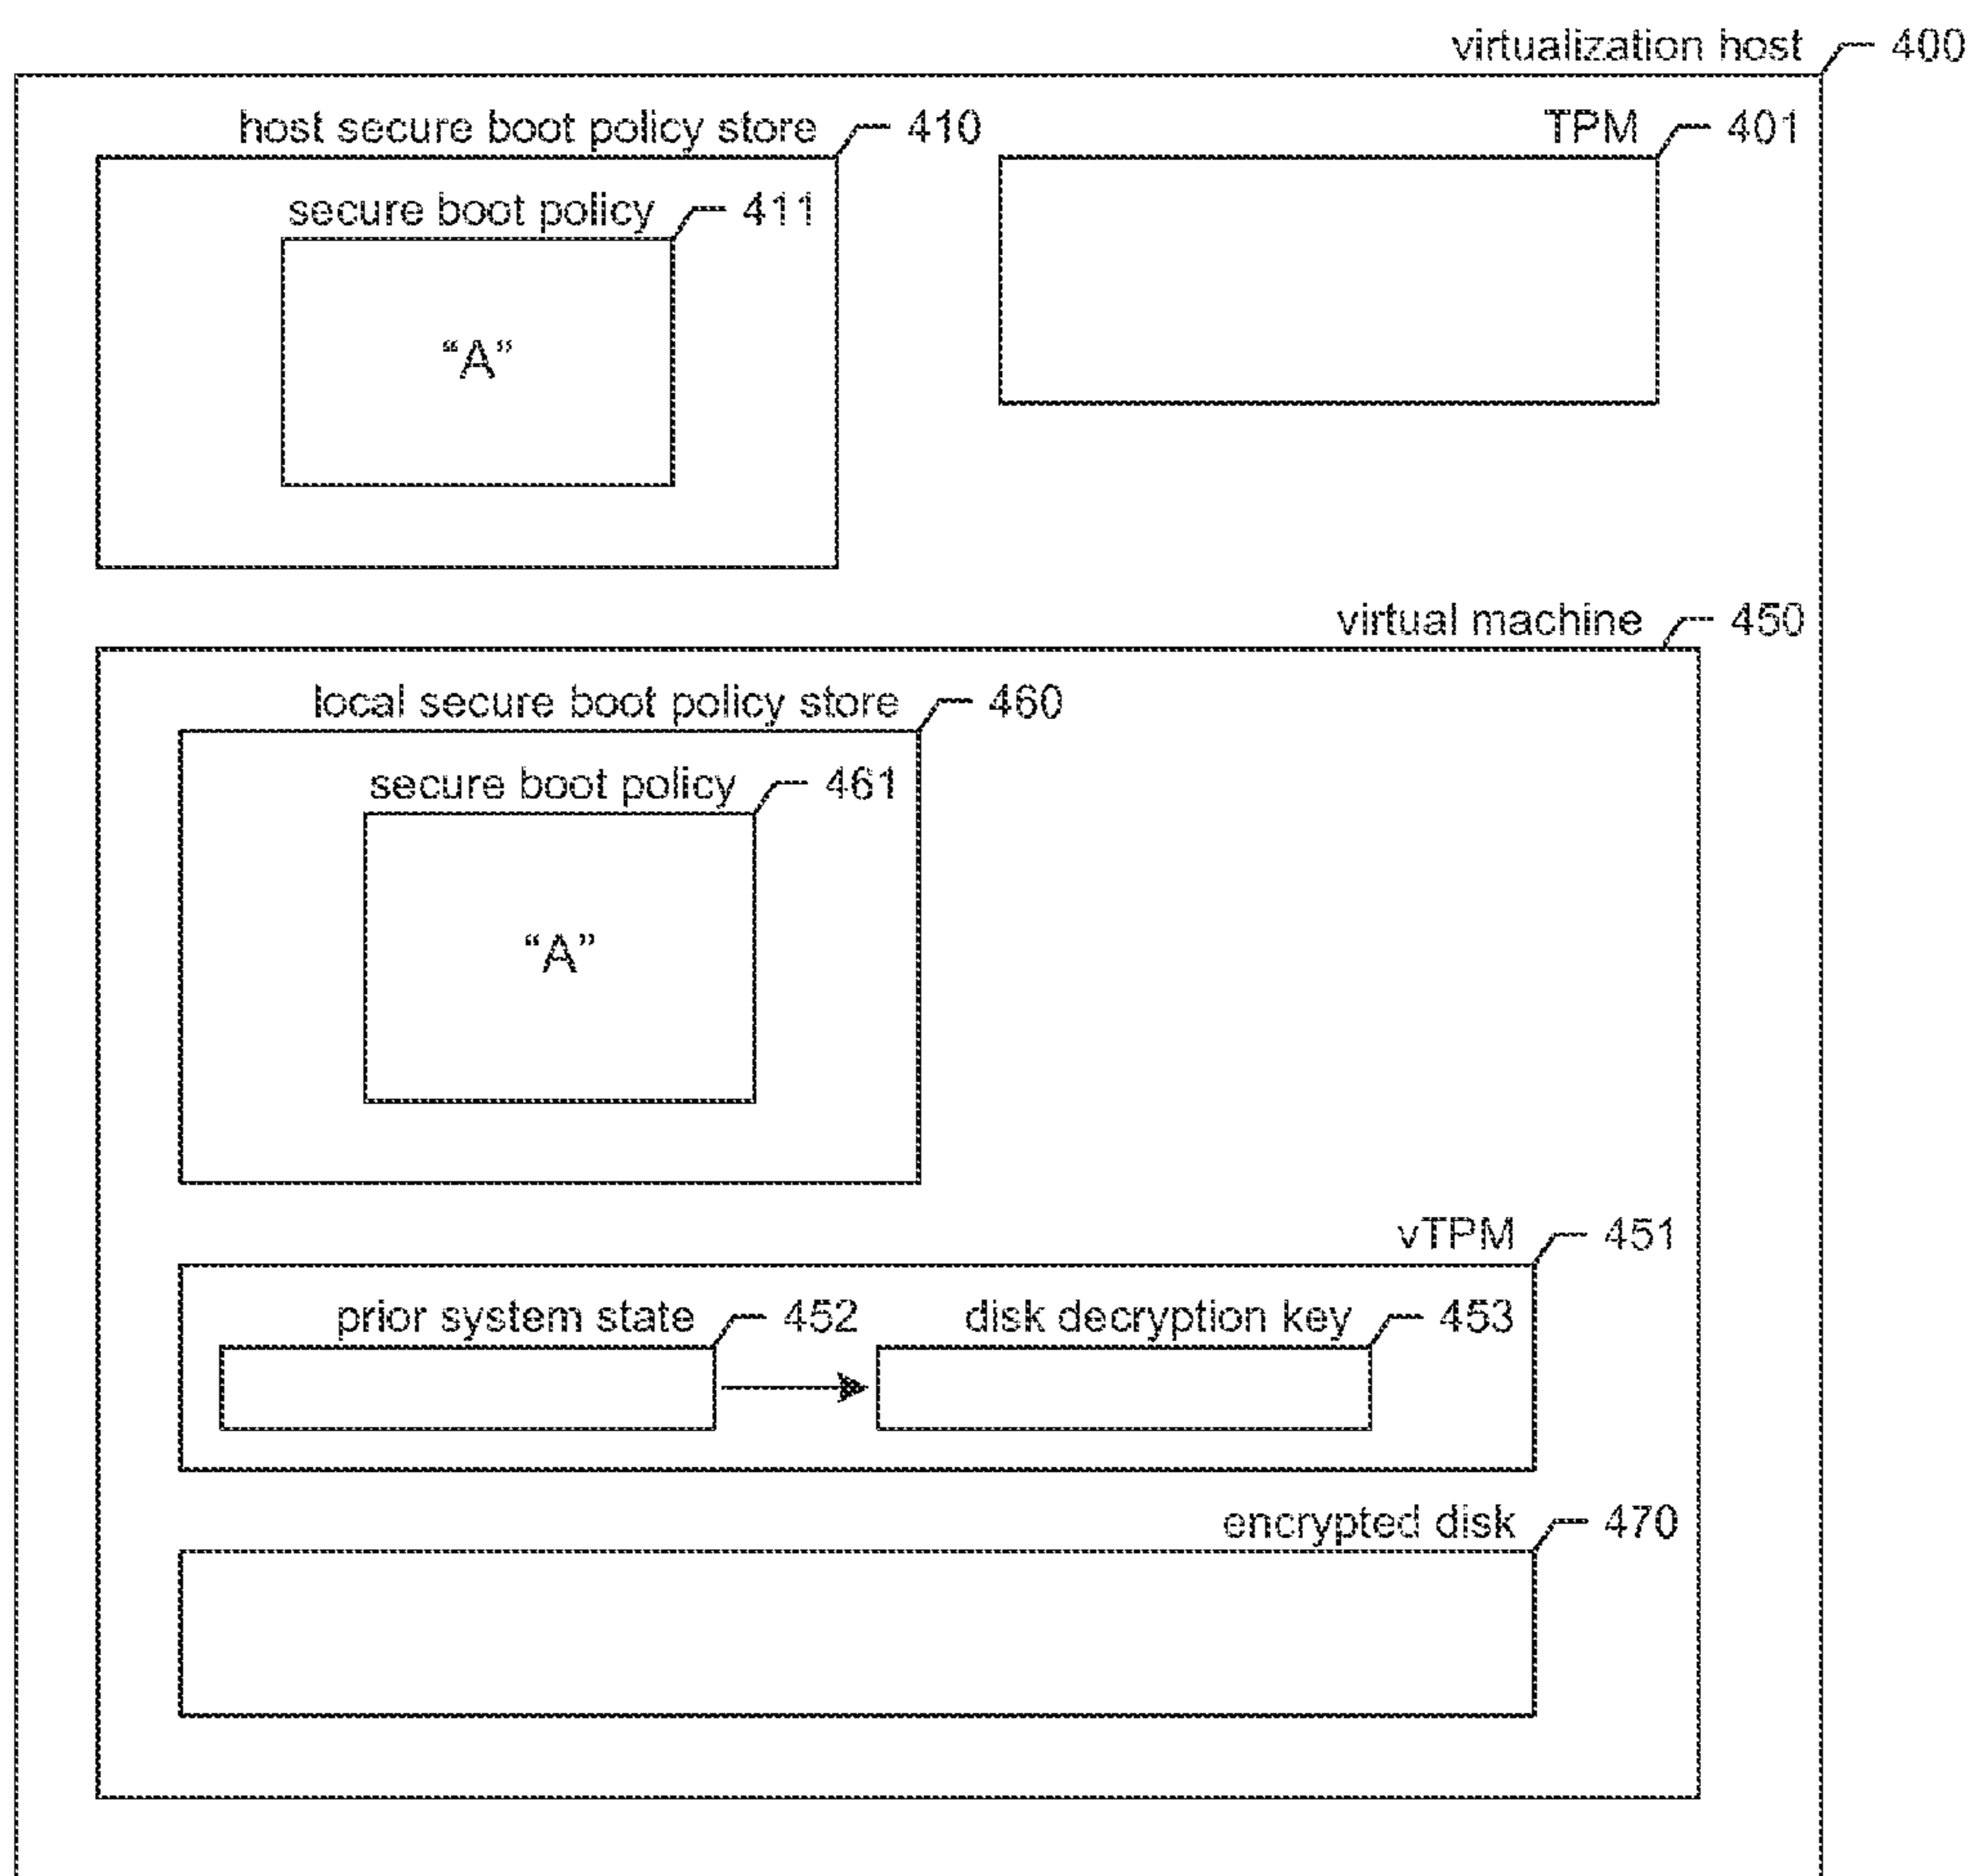 virtualization host 400
host secure boot policy store 410
TPM 401
secure boot policy 411
“A”
virtual machine 450
local secure boot policy store 460
secure boot policy 461
“A”
vTPM 451
prior system state 452
disk decryption key 453
encrypted disk 470